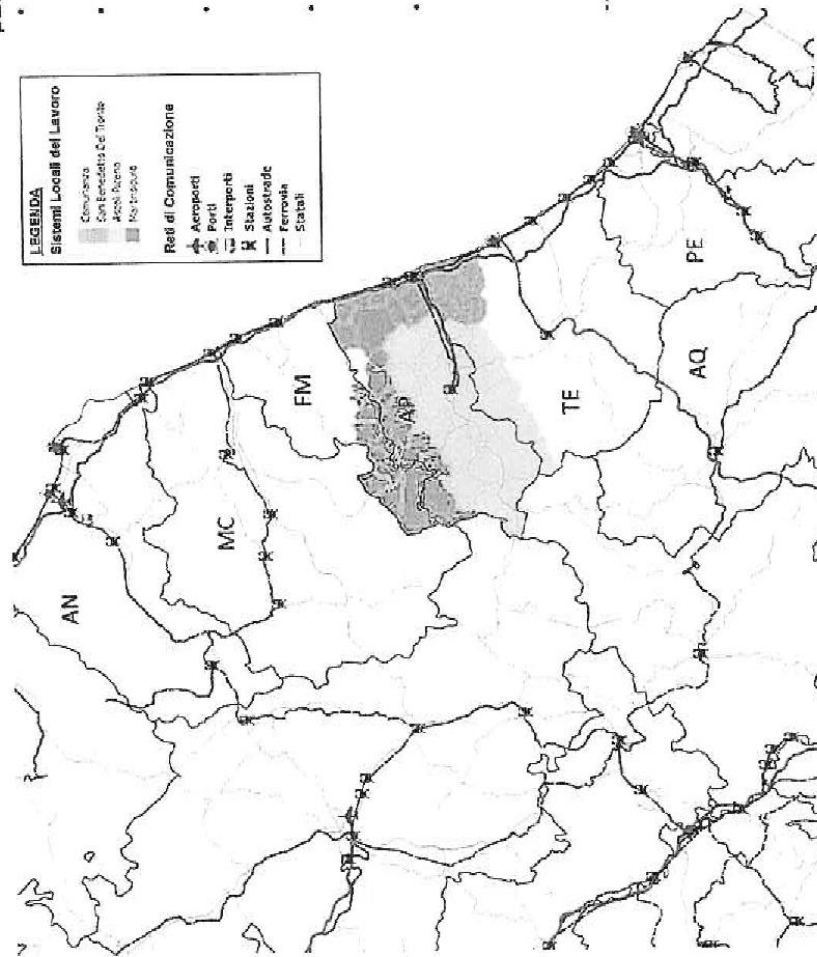 LEGENDA
Sistemi Locali del Lavoro
Comunanza
San Benedetto Del Tronto
Ascoli Piceno
Martinsicuro
Reti di Comunicazione
Aeroporti
Porti
Interporti
Stazioni
Autostrade
Ferrovia
Statali
AN
MC
FM
AP
TE
PE
AQ